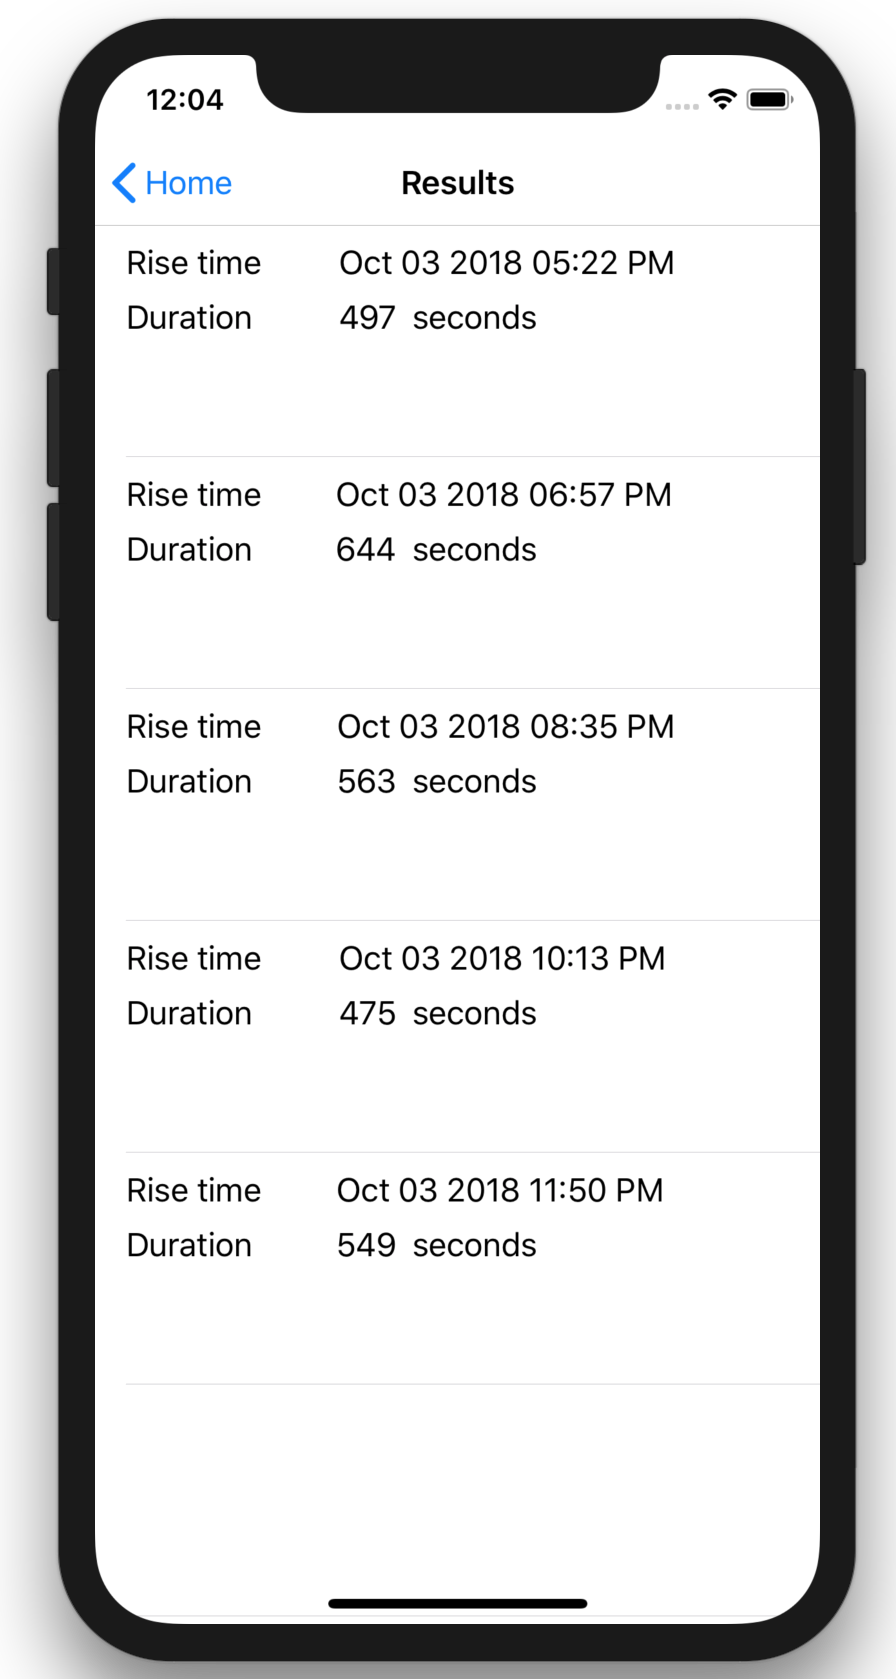 12:04
Home Results
Rise time Oct 03 2018 05:22 PM
Duration 497 seconds
Rise time Oct 03 2018 06:57 PM
Duration 644 seconds
Rise time Oct 03 2018 08:35 PM
Duration 563 seconds
Rise time Oct 03 2018 10:13 PM
Duration 475 seconds
Rise time Oct 03 2018 11:50 PM
Duration 549 seconds